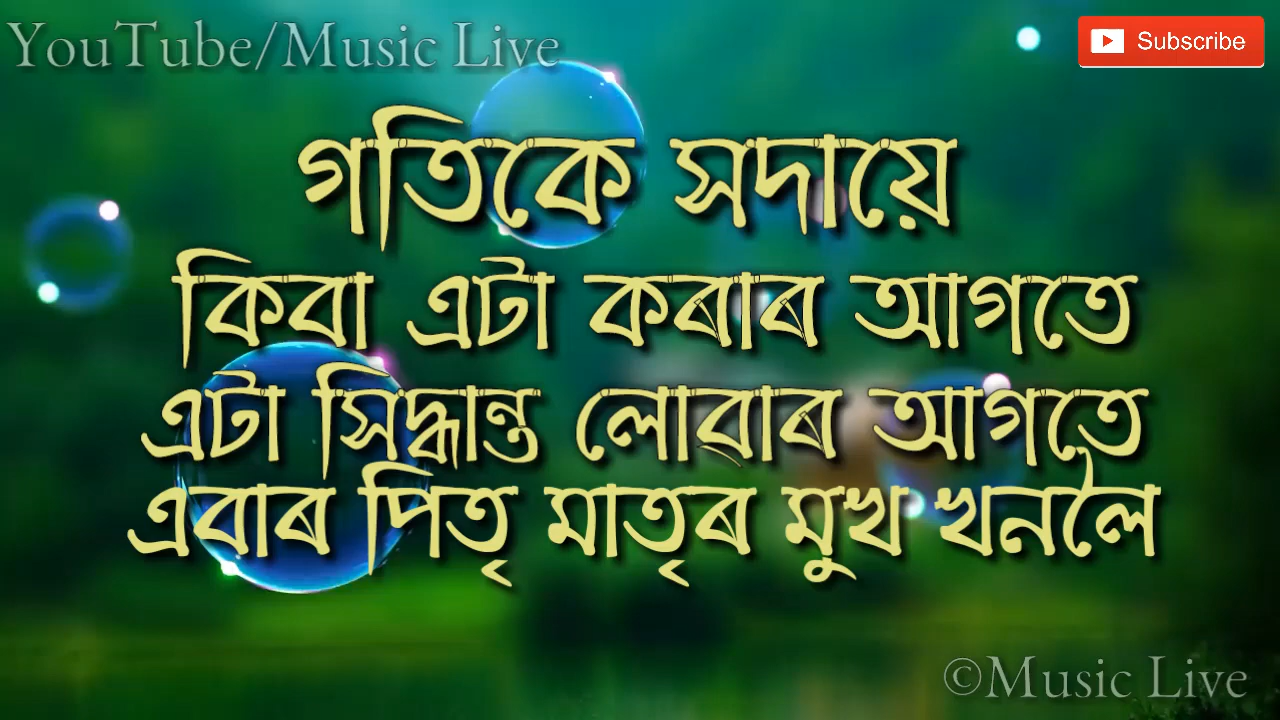 YouTube/Music Live
Subscribe
গতিকে সদায়ে
কিবা এটা কৰাৰ আগতে
এটা সিদ্ধান্ত লোৱাৰ আগতে
এবাৰ পিতৃ মাতৃৰ মুখ খনলৈ
©Music Live